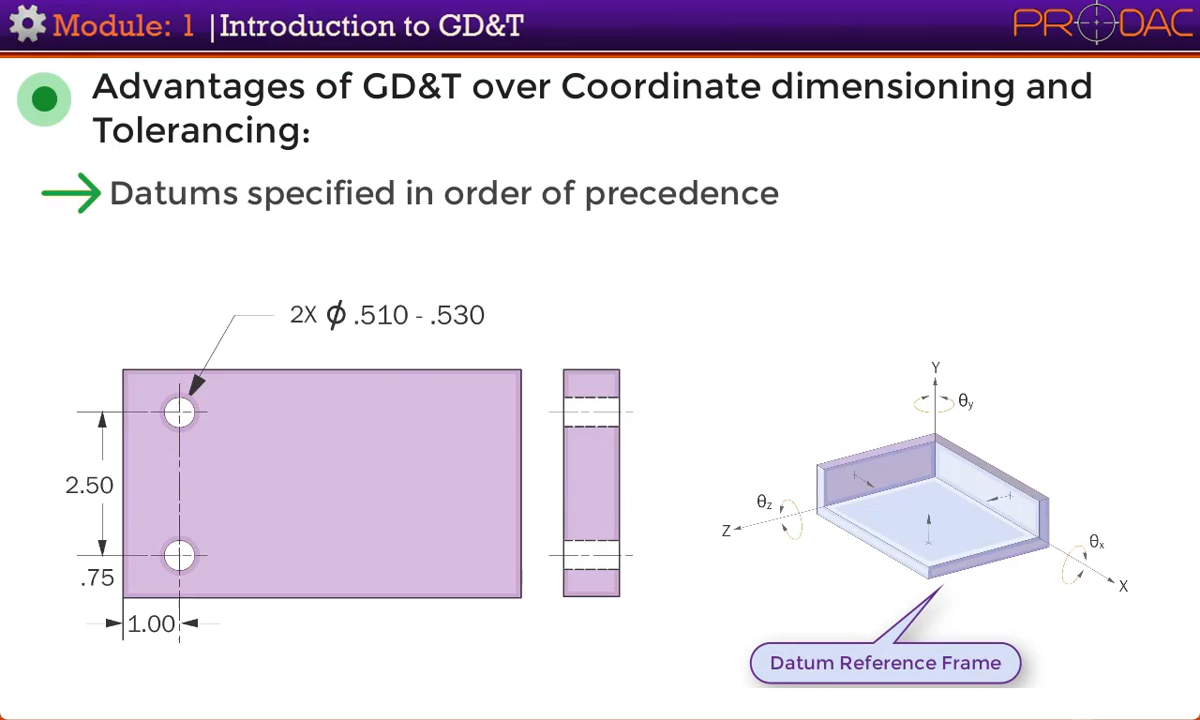 Module: 1 |Introduction to GD&T
PRODAC
Advantages of GD&T over Coordinate dimensioning and
Tolerancing:
Datums specified in order of precedence
2X ϕ .510 - .530
2.50
.75
1.00
Y
θy
θz
Z
θx
X
Datum Reference Frame